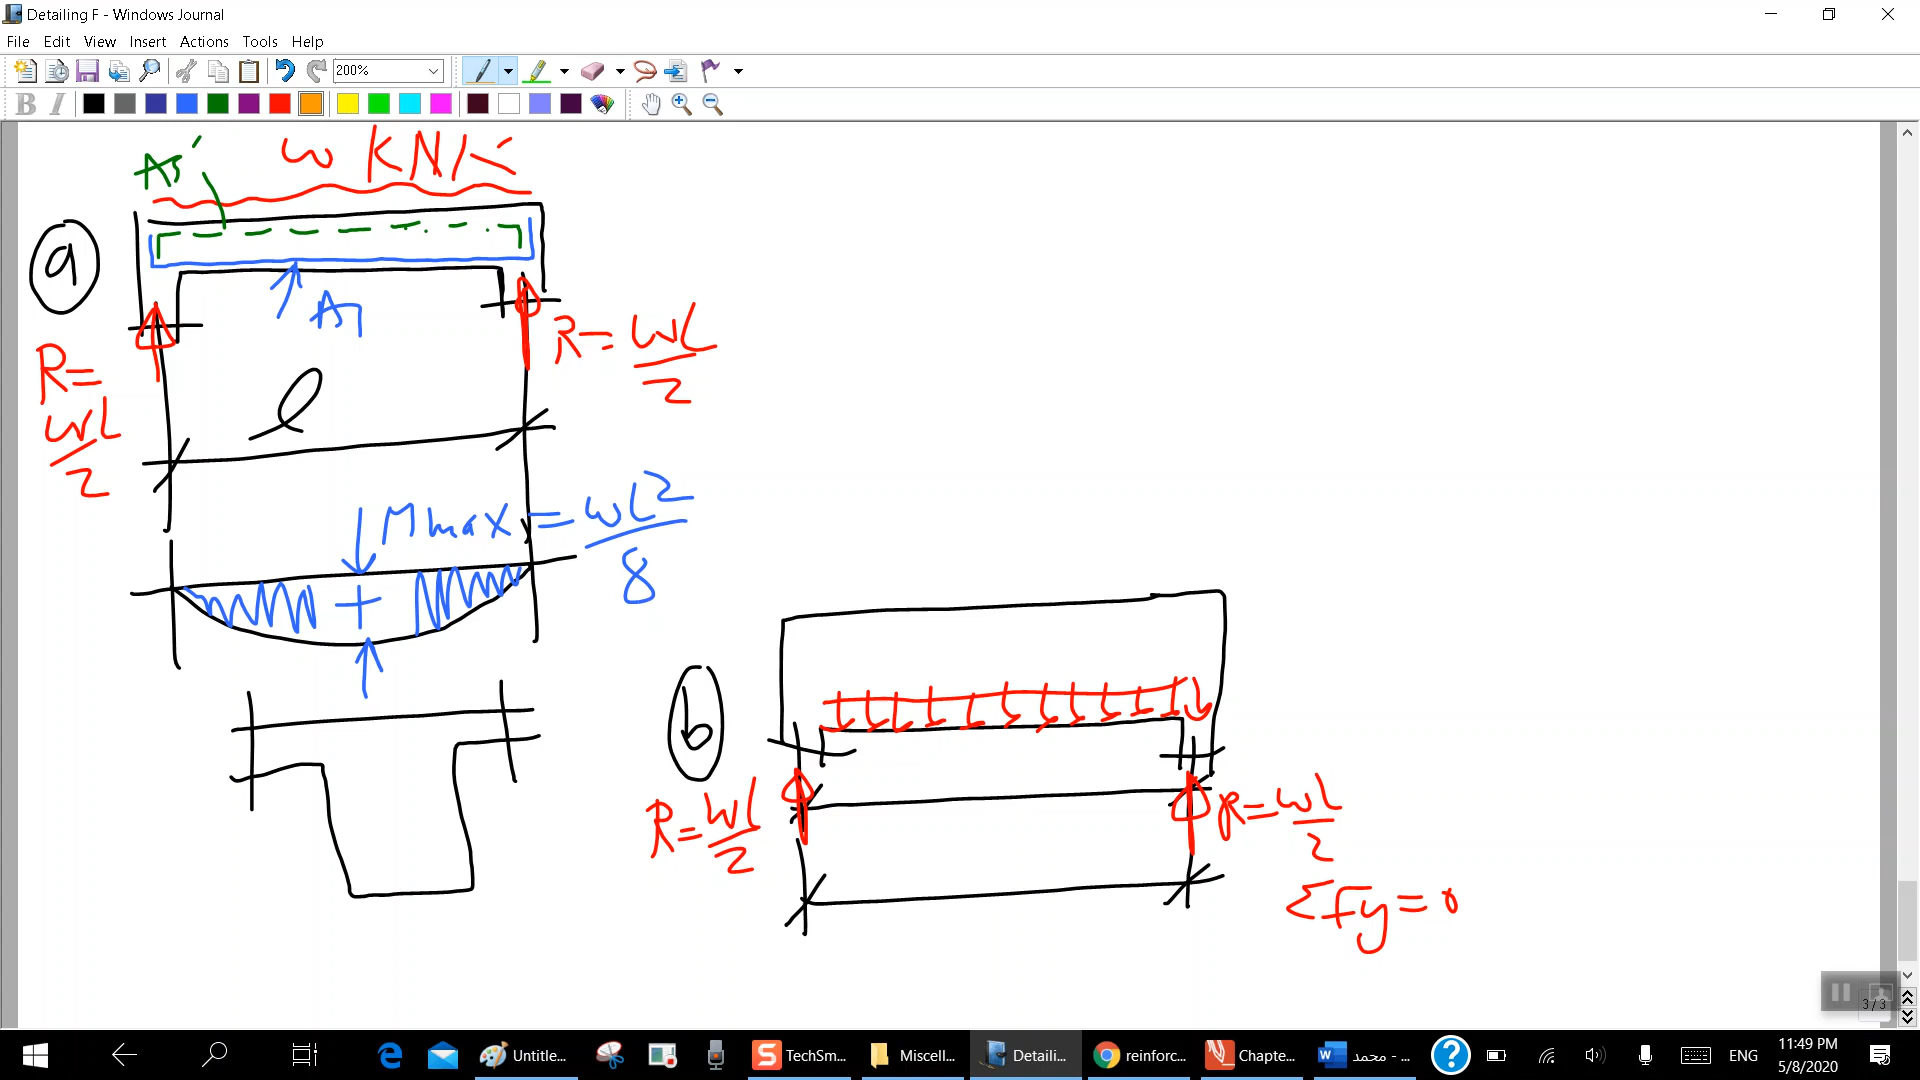 Detailing F - Windows Journal
File Edit View Insert Actions Tools Help
200%
B I
As'
w KN/
a
As
R=
wL
2
R= wL
2
l
Mmax = wL²
8
+
b
R= wL
2
R= wL
2
ΣFy=0
3 / 3
Untitle...
TechSm...
Miscell...
Detaili...
reinforc...
Chapte...
محمد - ...
ENG
11:49 PM
5/8/2020